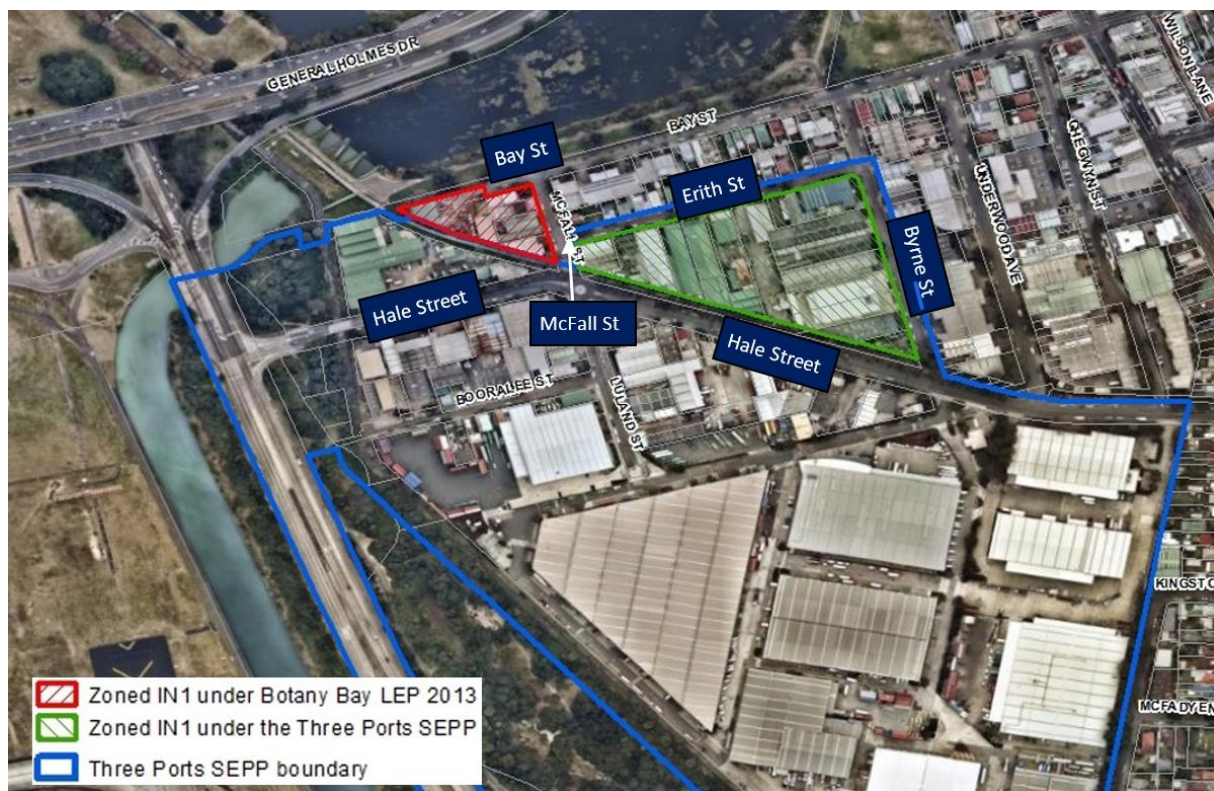 GENERAL HOLMES DR
WILSON LANE
BAY ST
Bay St
CHEGWYN ST
Erith St
UNDERWOOD AVE
MCFALL ST
Byrne St
Hale Street
McFall St
Hale Street
BOORALEE ST
LULAND ST
KINGSTO
MCFADYEN
Zoned IN1 under Botany Bay LEP 2013
Zoned IN1 under the Three Ports SEPP
Three Ports SEPP boundary